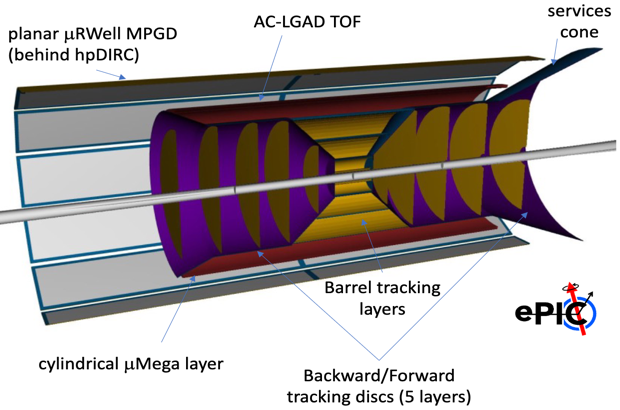 services
cone
AC-LGAD TOF
planar μRWell MPGD
(behind hpDIRC)
Barrel tracking
layers
ePIC
cylindrical μMega layer
Backward/Forward
tracking discs (5 layers)